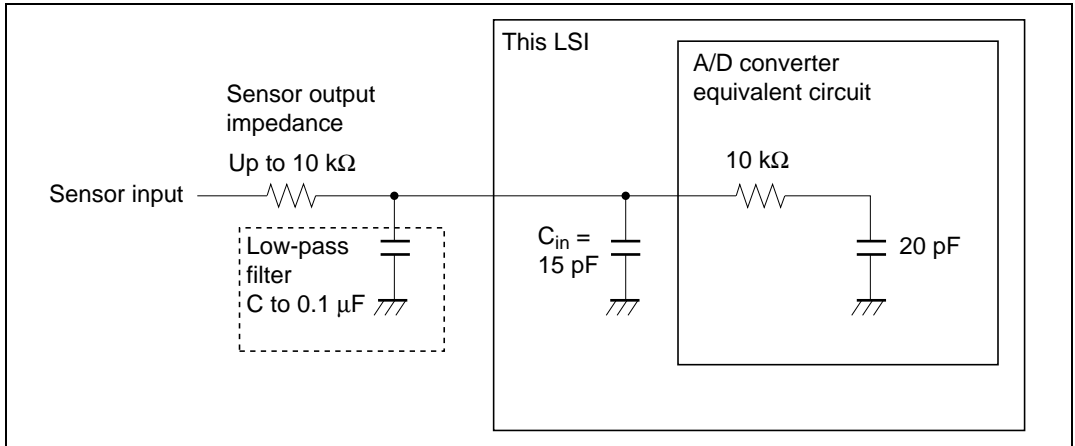 This LSI
A/D converter
equivalent circuit
Sensor output
impedance
Up to 10 kΩ
10 kΩ
Sensor input
Low-pass
filter
C to 0.1 μF
Cin =
15 pF
20 pF